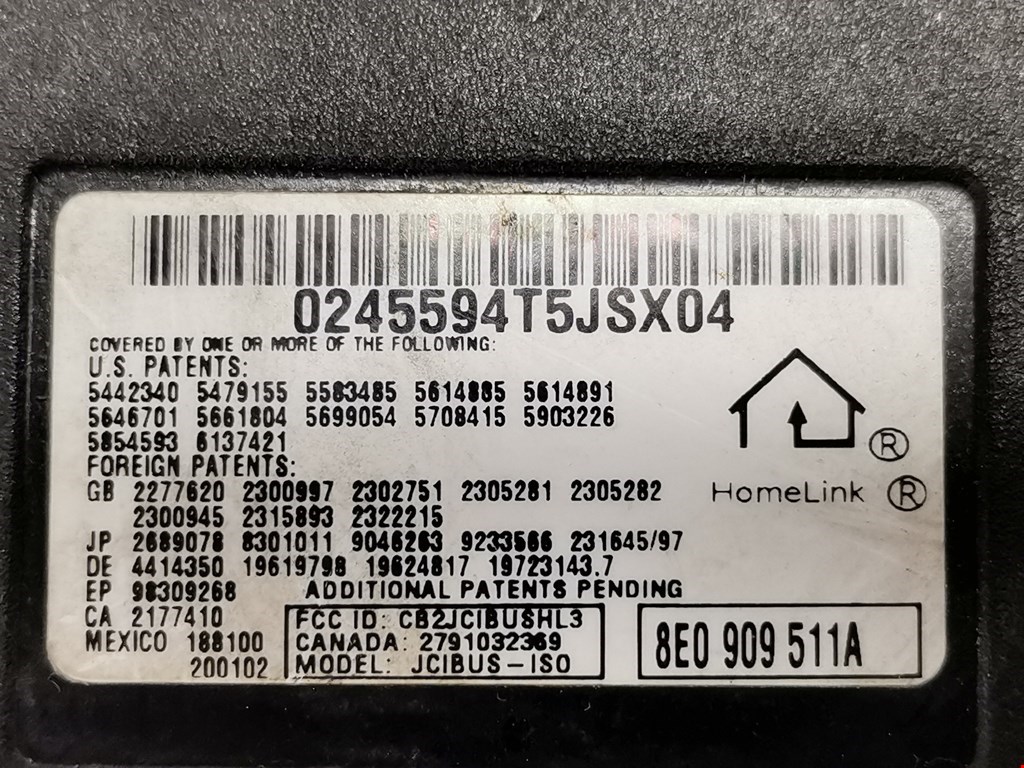 0245594T5JSX04
COVERED BY ONE OR MORE OF THE FOLLOWING:
U.S. PATENTS:
5442340 5479155 5583485 5614885 5614891
5646701 5661804 5699054 5708415 5903226
5854593 6137421
FOREIGN PATENTS:
GB 2277620 2300997 2302751 2305281 2305282
2300945 2315893 2322215
JP 2689078 8301011 9046263 9233566 231645/97
DE 4414350 19619798 19624817 19723143.7
EP 98309268 ADDITIONAL PATENTS PENDING
CA 2177410
MEXICO 188100
200102
FCC ID: CB2JCIBUSHL3
CANADA: 2791032369
MODEL: JCIBUS-ISO
®
HomeLink ®
8E0 909 511A